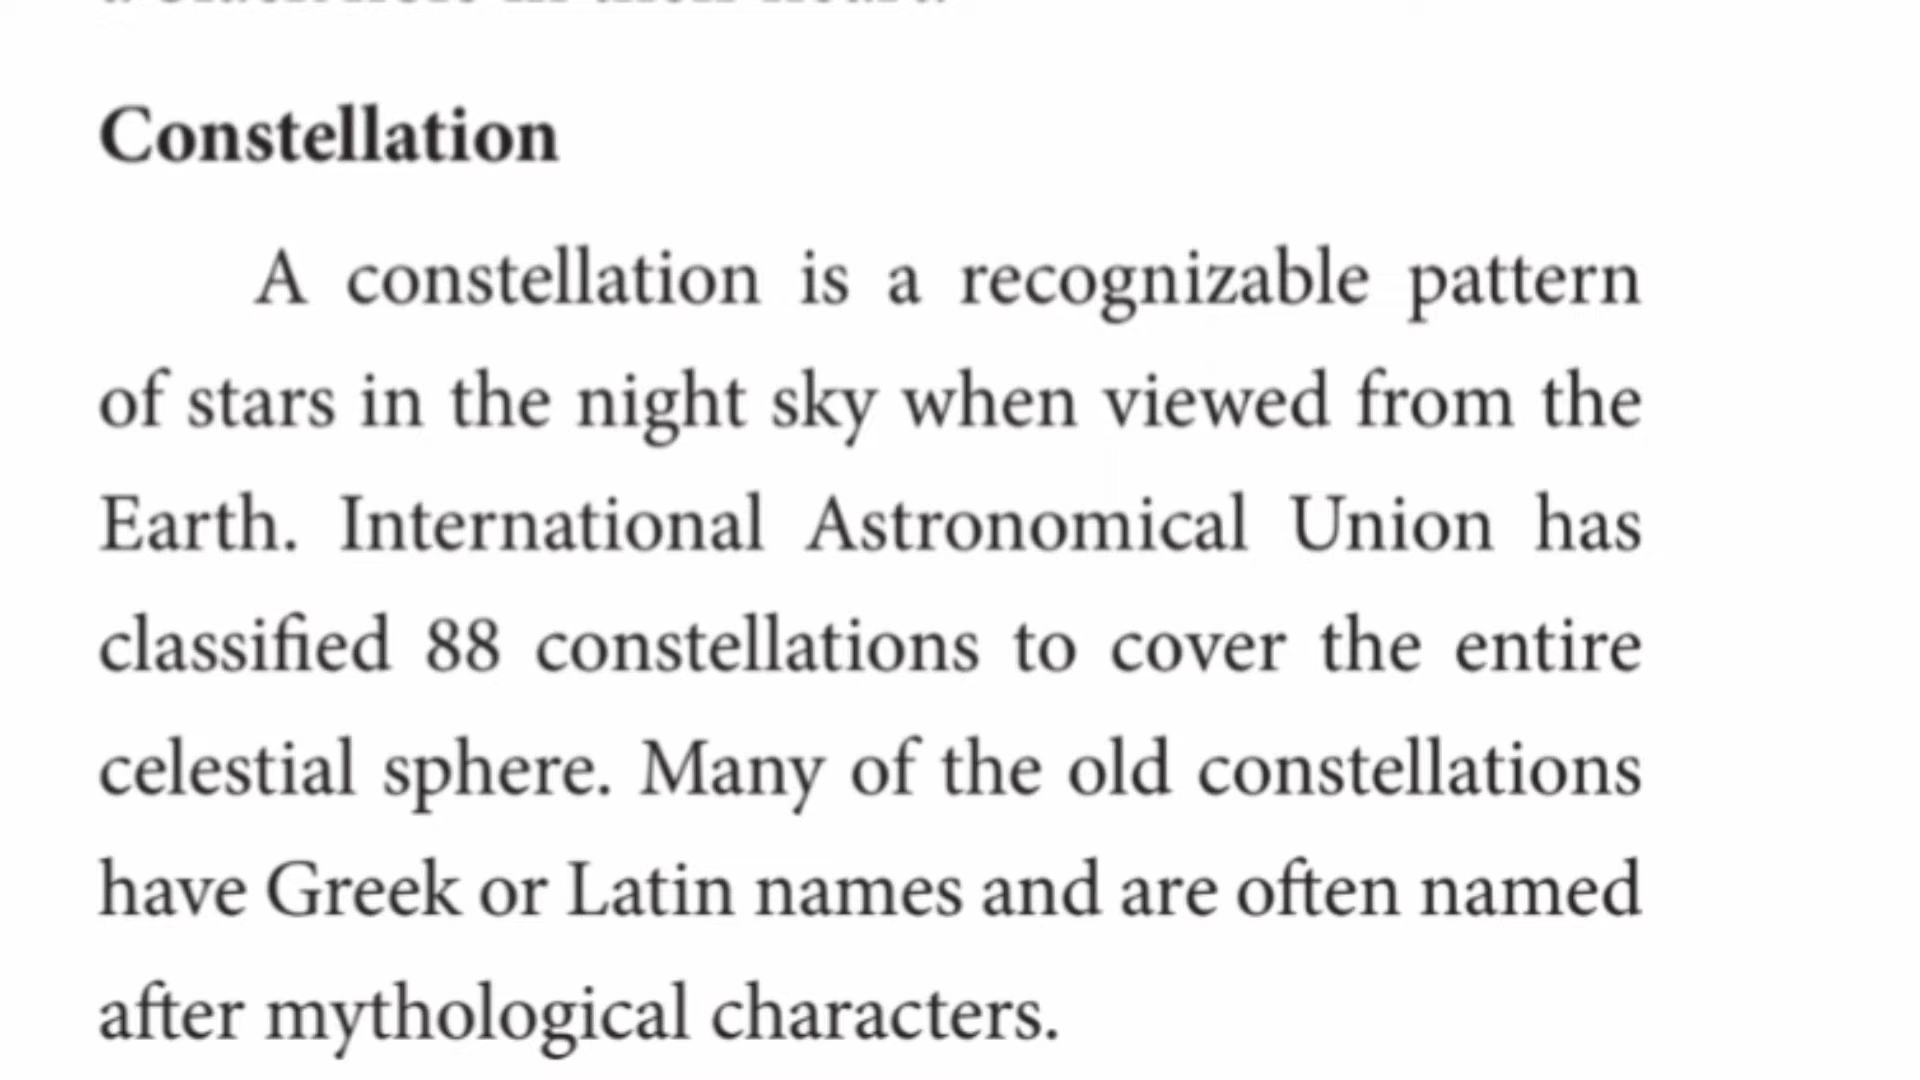 Constellation
A constellation is a recognizable pattern
of stars in the night sky when viewed from the
Earth. International Astronomical Union has
classified 88 constellations to cover the entire
celestial sphere. Many of the old constellations
have Greek or Latin names and are often named
after mythological characters.